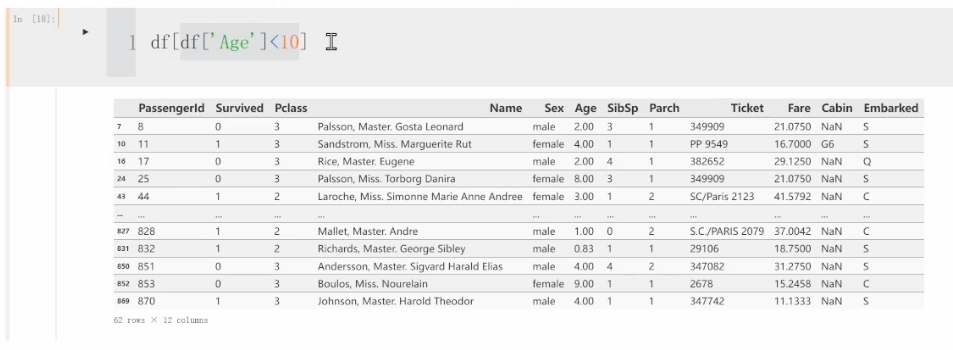 In [18]:
1 df[df['Age']<10]
PassengerId Survived Pclass Name Sex Age SibSp Parch Ticket Fare Cabin Embarked
7 8 0 3 Palsson, Master. Gosta Leonard male 2.00 3 1 349909 21.0750 NaN S
10 11 1 3 Sandstrom, Miss. Marguerite Rut female 4.00 1 1 PP 9549 16.7000 G6 S
16 17 0 3 Rice, Master. Eugene male 2.00 4 1 382652 29.1250 NaN Q
24 25 0 3 Palsson, Miss. Torborg Danira female 8.00 3 1 349909 21.0750 NaN S
43 44 1 2 Laroche, Miss. Simonne Marie Anne Andree female 3.00 1 2 SC/Paris 2123 41.5792 NaN C
... ... ... ... ... ... ... ... ... ... ... ... ...
827 828 1 2 Mallet, Master. Andre male 1.00 0 2 S.C./PARIS 2079 37.0042 NaN C
831 832 1 2 Richards, Master. George Sibley male 0.83 1 1 29106 18.7500 NaN S
850 851 0 3 Andersson, Master. Sigvard Harald Elias male 4.00 4 2 347082 31.2750 NaN S
852 853 0 3 Boulos, Miss. Nourelain female 9.00 1 1 2678 15.2458 NaN C
869 870 1 3 Johnson, Master. Harold Theodor male 4.00 1 1 347742 11.1333 NaN S
62 rows × 12 columns